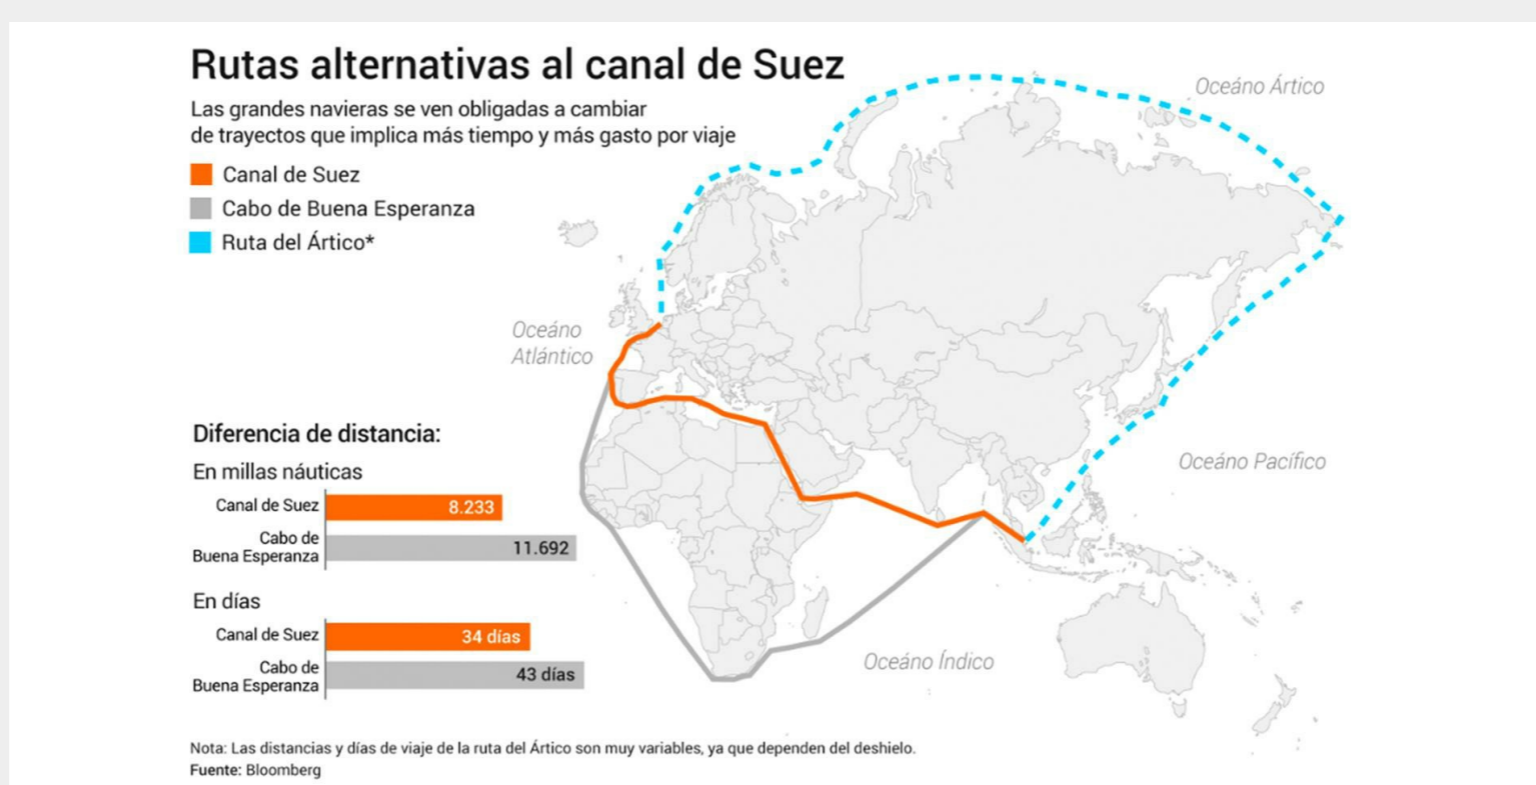 Rutas alternativas al canal de Suez
Las grandes navieras se ven obligadas a cambiar
de trayectos que implica más tiempo y más gasto por viaje
Canal de Suez
Cabo de Buena Esperanza
Ruta del Ártico*
Oceáno Ártico
Oceáno
Atlántico
Oceáno Pacífico
Oceáno Índico
Diferencia de distancia:
En millas náuticas
Canal de Suez 8.233
Cabo de
Buena Esperanza 11.692
En días
Canal de Suez 34 días
Cabo de
Buena Esperanza 43 días
Nota: Las distancias y días de viaje de la ruta del Ártico son muy variables, ya que dependen del deshielo.
Fuente: Bloomberg